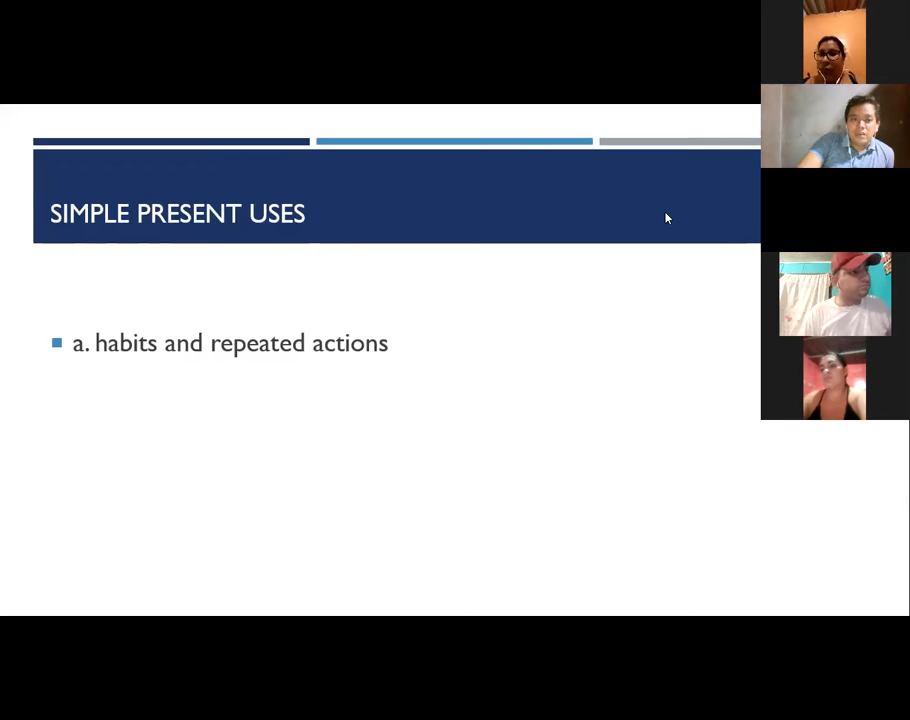 SIMPLE PRESENT USES
a. habits and repeated actions